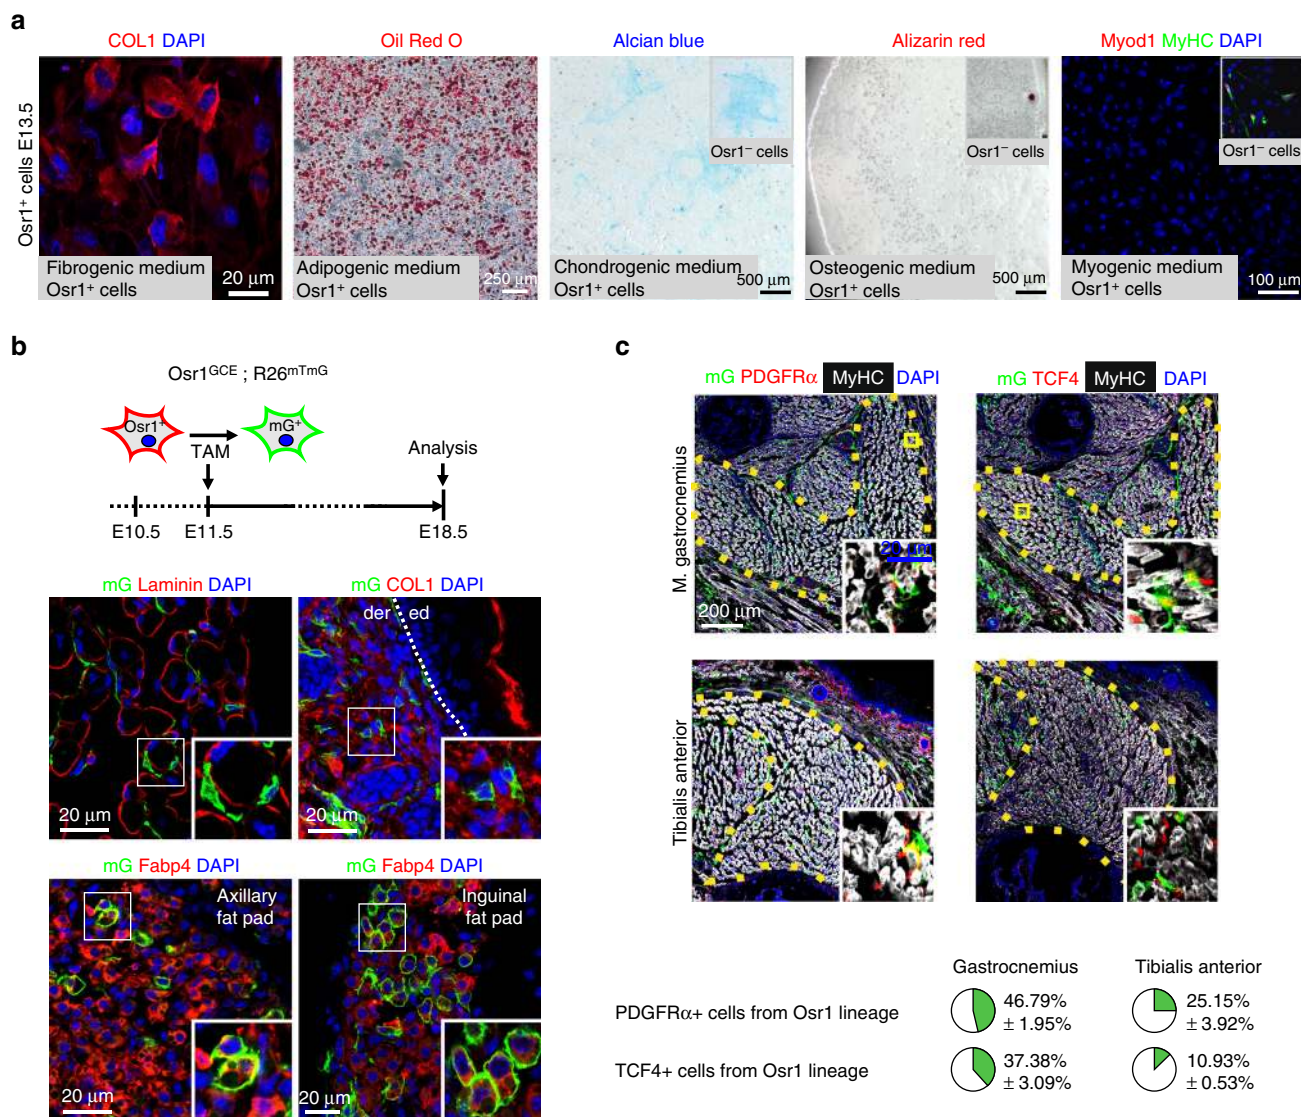 a
COL1 DAPI
Oil Red O
Alcian blue
Alizarin red
Myod1 MyHC DAPI
Osr1+ cells E13.5
Osr1− cells
Osr1− cells
Osr1− cells
Fibrogenic medium
Osr1+ cells
20 μm
Adipogenic medium
Osr1+ cells
250 μm
Chondrogenic medium
Osr1+ cells
500 μm
Osteogenic medium
Osr1+ cells
500 μm
Myogenic medium
Osr1+ cells
100 μm
b
Osr1GCE ; R26mTmG
Osr1+
mG+
TAM
Analysis
E10.5
E11.5
E18.5
mG Laminin DAPI
mG COL1 DAPI
der ed
20 μm
20 μm
mG Fabp4 DAPI
mG Fabp4 DAPI
Axillary
fat pad
Inguinal
fat pad
20 μm
20 μm
c
mG PDGFRα MyHC DAPI
mG TCF4 MyHC DAPI
M. gastrocnemius
20 μm
200 μm
Tibialis anterior
Gastrocnemius
Tibialis anterior
PDGFRα+ cells from Osr1 lineage
46.79%
± 1.95%
25.15%
± 3.92%
TCF4+ cells from Osr1 lineage
37.38%
± 3.09%
10.93%
± 0.53%